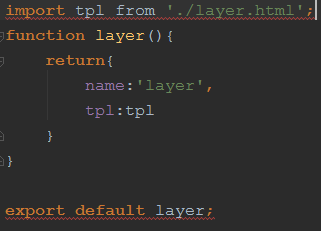 import tpl from './layer.html';
function layer(){
return{
name:'layer',
tpl:tpl
}
}
export default layer;